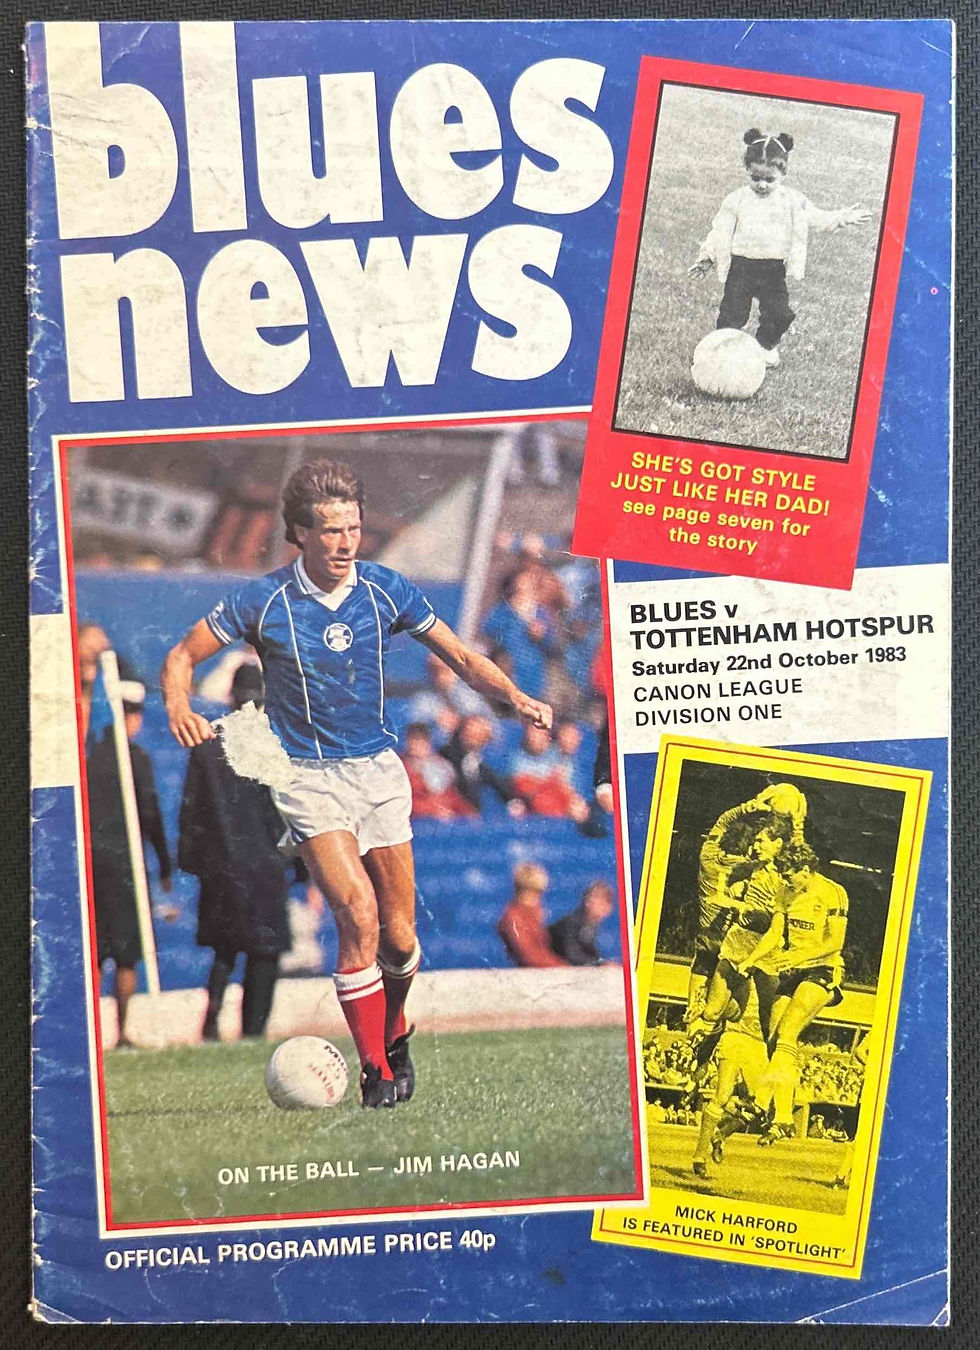 blues
news
SHE'S GOT STYLE
JUST LIKE HER DAD!
see page seven for
the story
BLUES v
TOTTENHAM HOTSPUR
Saturday 22nd October 1983
CANON LEAGUE
DIVISION ONE
ON THE BALL — JIM HAGAN
MICK HARFORD
IS FEATURED IN 'SPOTLIGHT'
OFFICIAL PROGRAMME PRICE 40p